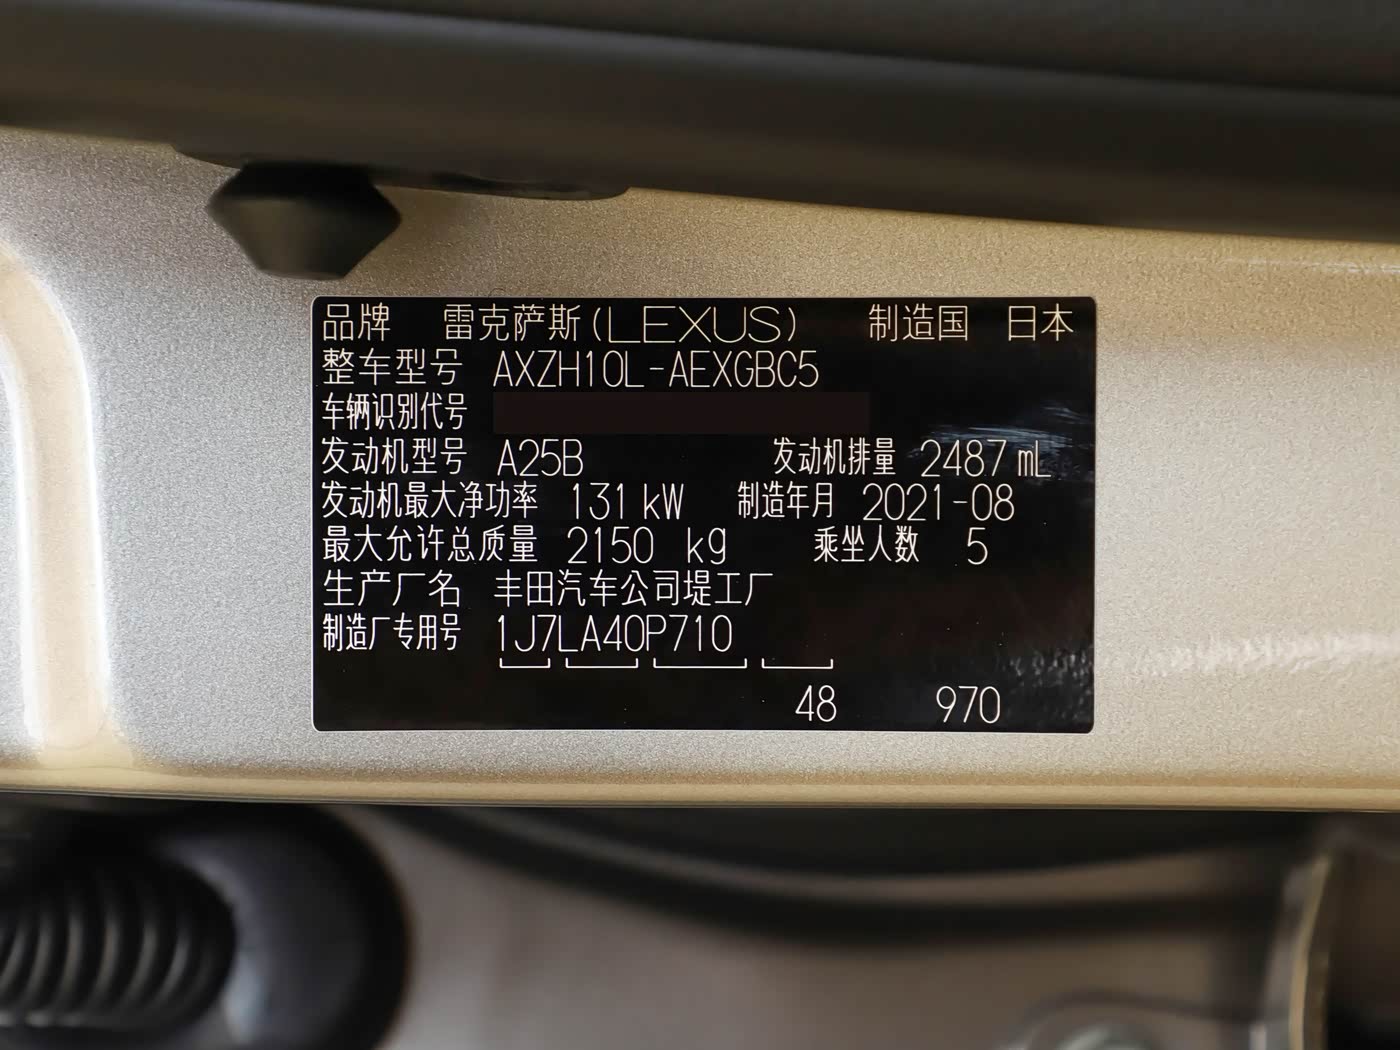 品牌 雷克萨斯(LEXUS) 制造国 日本
整车型号 AXZH10L-AEXGBC5
车辆识别代号
发动机型号 A25B 发动机排量 2487 mL
发动机最大净功率 131 kW 制造年月 2021-08
最大允许总质量 2150 kg 乘坐人数 5
生产厂名 丰田汽车公司堤工厂
制造厂专用号 1J7LA40P710
48 970